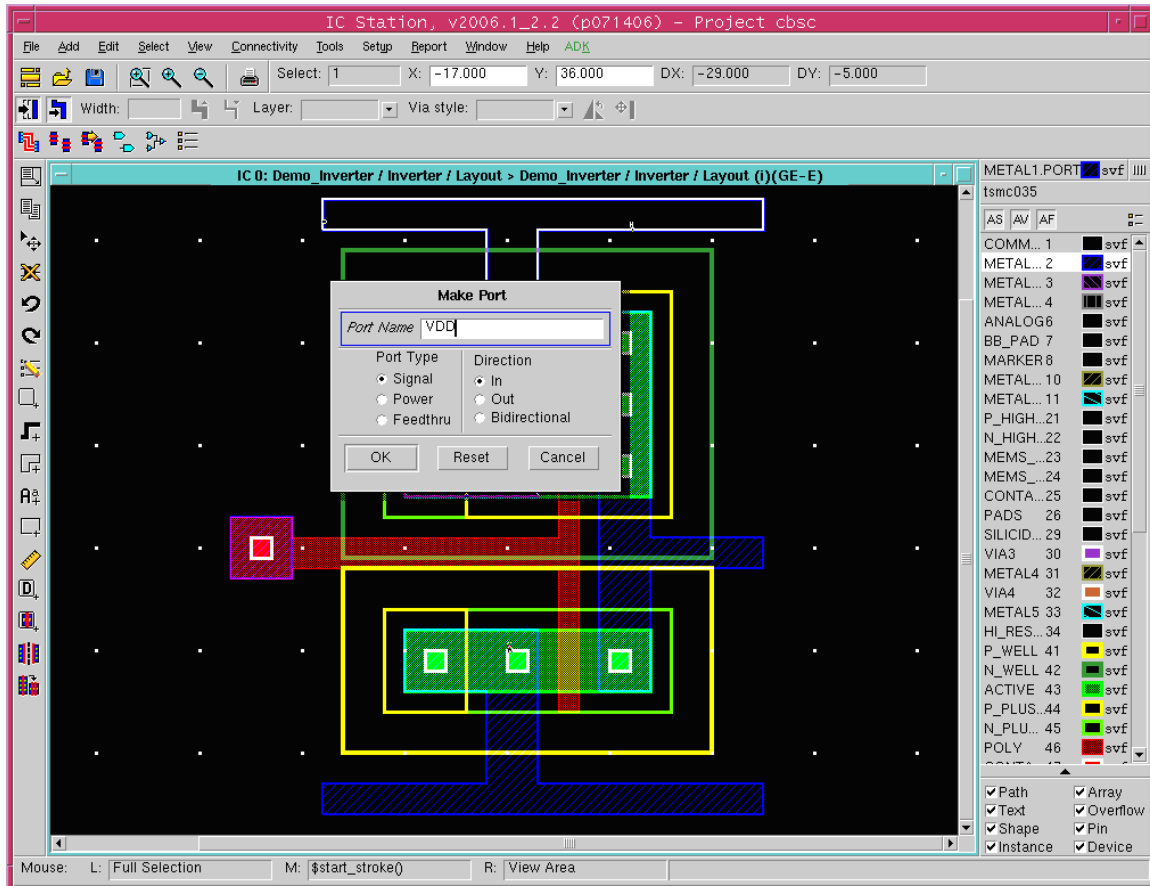 IC Station, v2006.1_2.2 (p071406) – Project cbsc
File Add Edit Select View Connectivity Tools Setup Report Window Help ADK
Select: 1 X: -17.000 Y: 36.000 DX: -29.000 DY: -5.000
Width: Layer: Via style:
IC 0: Demo_Inverter / Inverter / Layout > Demo_Inverter / Inverter / Layout (i)(GE-E)
METAL1.PORT svf
tsmc035
AS AV AF
COMM... 1 svf
METAL... 2 svf
METAL... 3 svf
METAL... 4 svf
ANALOG6 svf
BB_PAD 7 svf
MARKER 8 svf
METAL... 10 svf
METAL... 11 svf
P_HIGH...21 svf
N_HIGH...22 svf
MEMS_...23 svf
MEMS_...24 svf
CONTA...25 svf
PADS 26 svf
SILICID...29 svf
VIA3 30 svf
METAL4 31 svf
VIA4 32 svf
METAL5 33 svf
HI_RES...34 svf
P_WELL 41 svf
N_WELL 42 svf
ACTIVE 43 svf
P_PLUS...44 svf
N_PLU... 45 svf
POLY 46 svf
Make Port
Port Name VDD
Port Type Direction
Signal In
Power Out
Feedthru Bidirectional
OK Reset Cancel
Path Array
Text Overflow
Shape Pin
Instance Device
Mouse: L: Full Selection M: $start_stroke() R: View Area